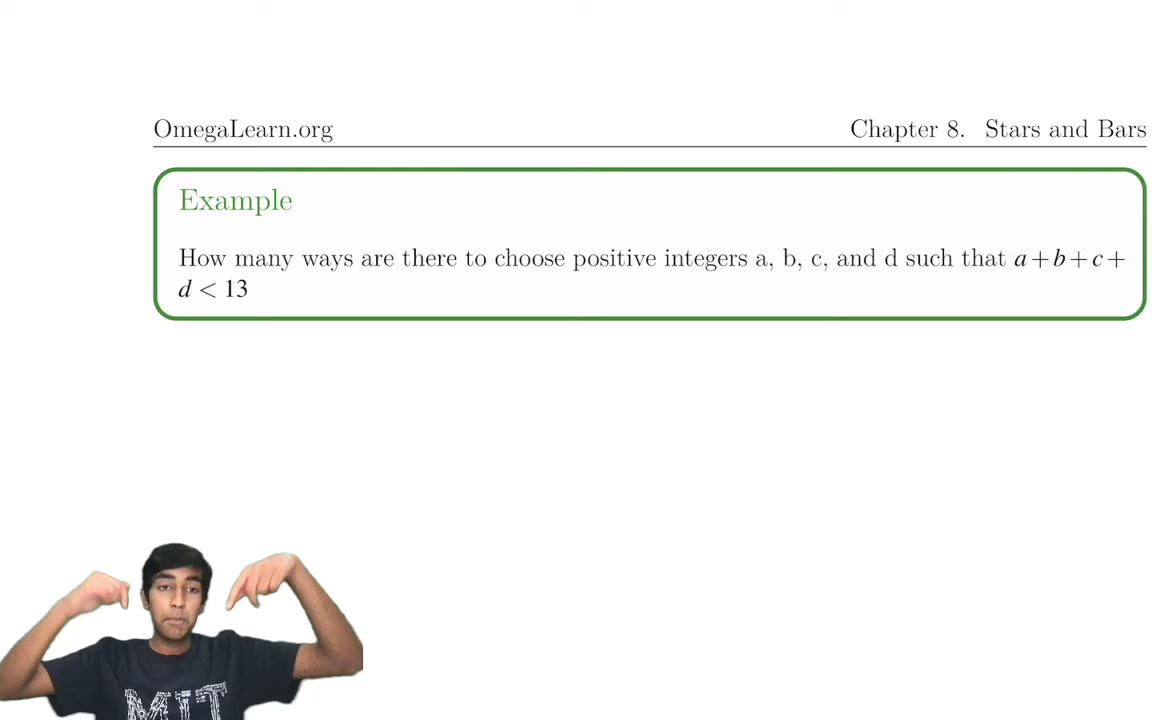 OmegaLearn.org Chapter 8. Stars and Bars
Example
How many ways are there to choose positive integers a, b, c, and d such that a+b+c+
d < 13
MIT